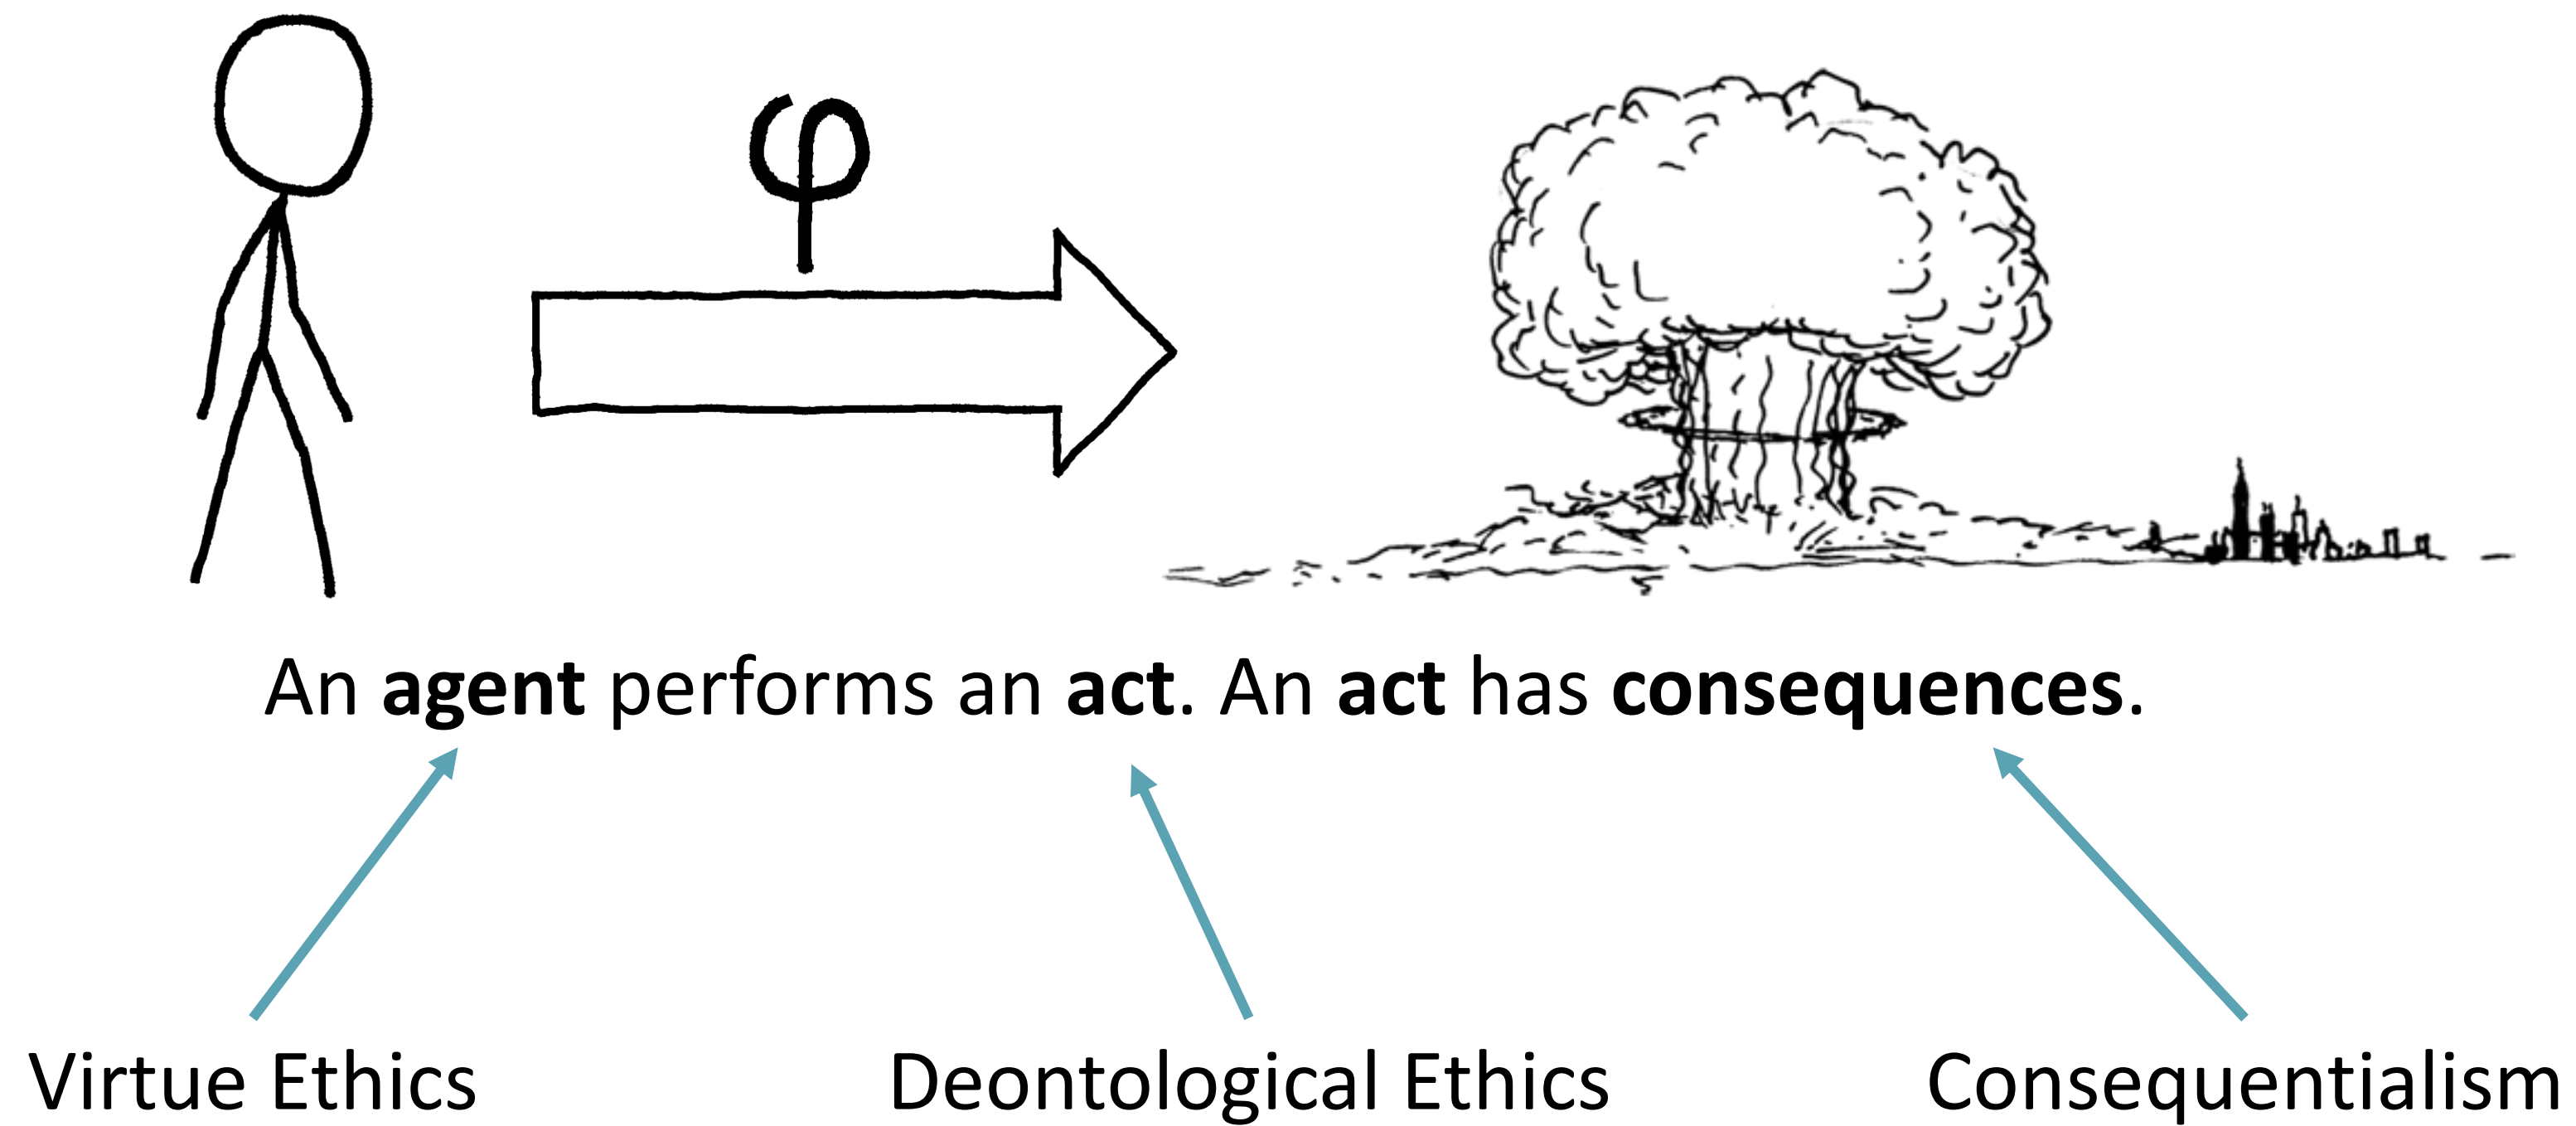 φ
An agent performs an act. An act has consequences.
Virtue Ethics
Deontological Ethics
Consequentialism